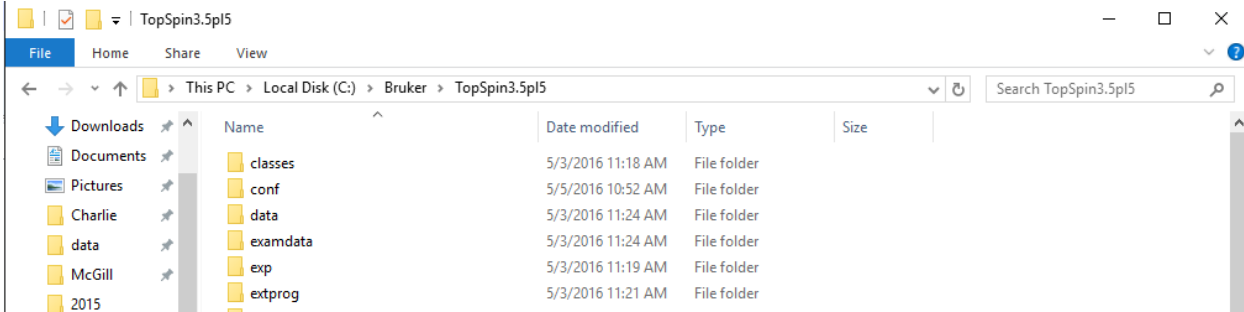 TopSpin3.5pl5
File Home Share View
This PC > Local Disk (C:) > Bruker > TopSpin3.5pl5 Search TopSpin3.5pl5
Downloads Name Date modified Type Size
Documents
classes 5/3/2016 11:18 AM File folder
Pictures conf 5/5/2016 10:52 AM File folder
Charlie data 5/3/2016 11:24 AM File folder
data examdata 5/3/2016 11:24 AM File folder
McGill exp 5/3/2016 11:19 AM File folder
2015 extprog 5/3/2016 11:21 AM File folder